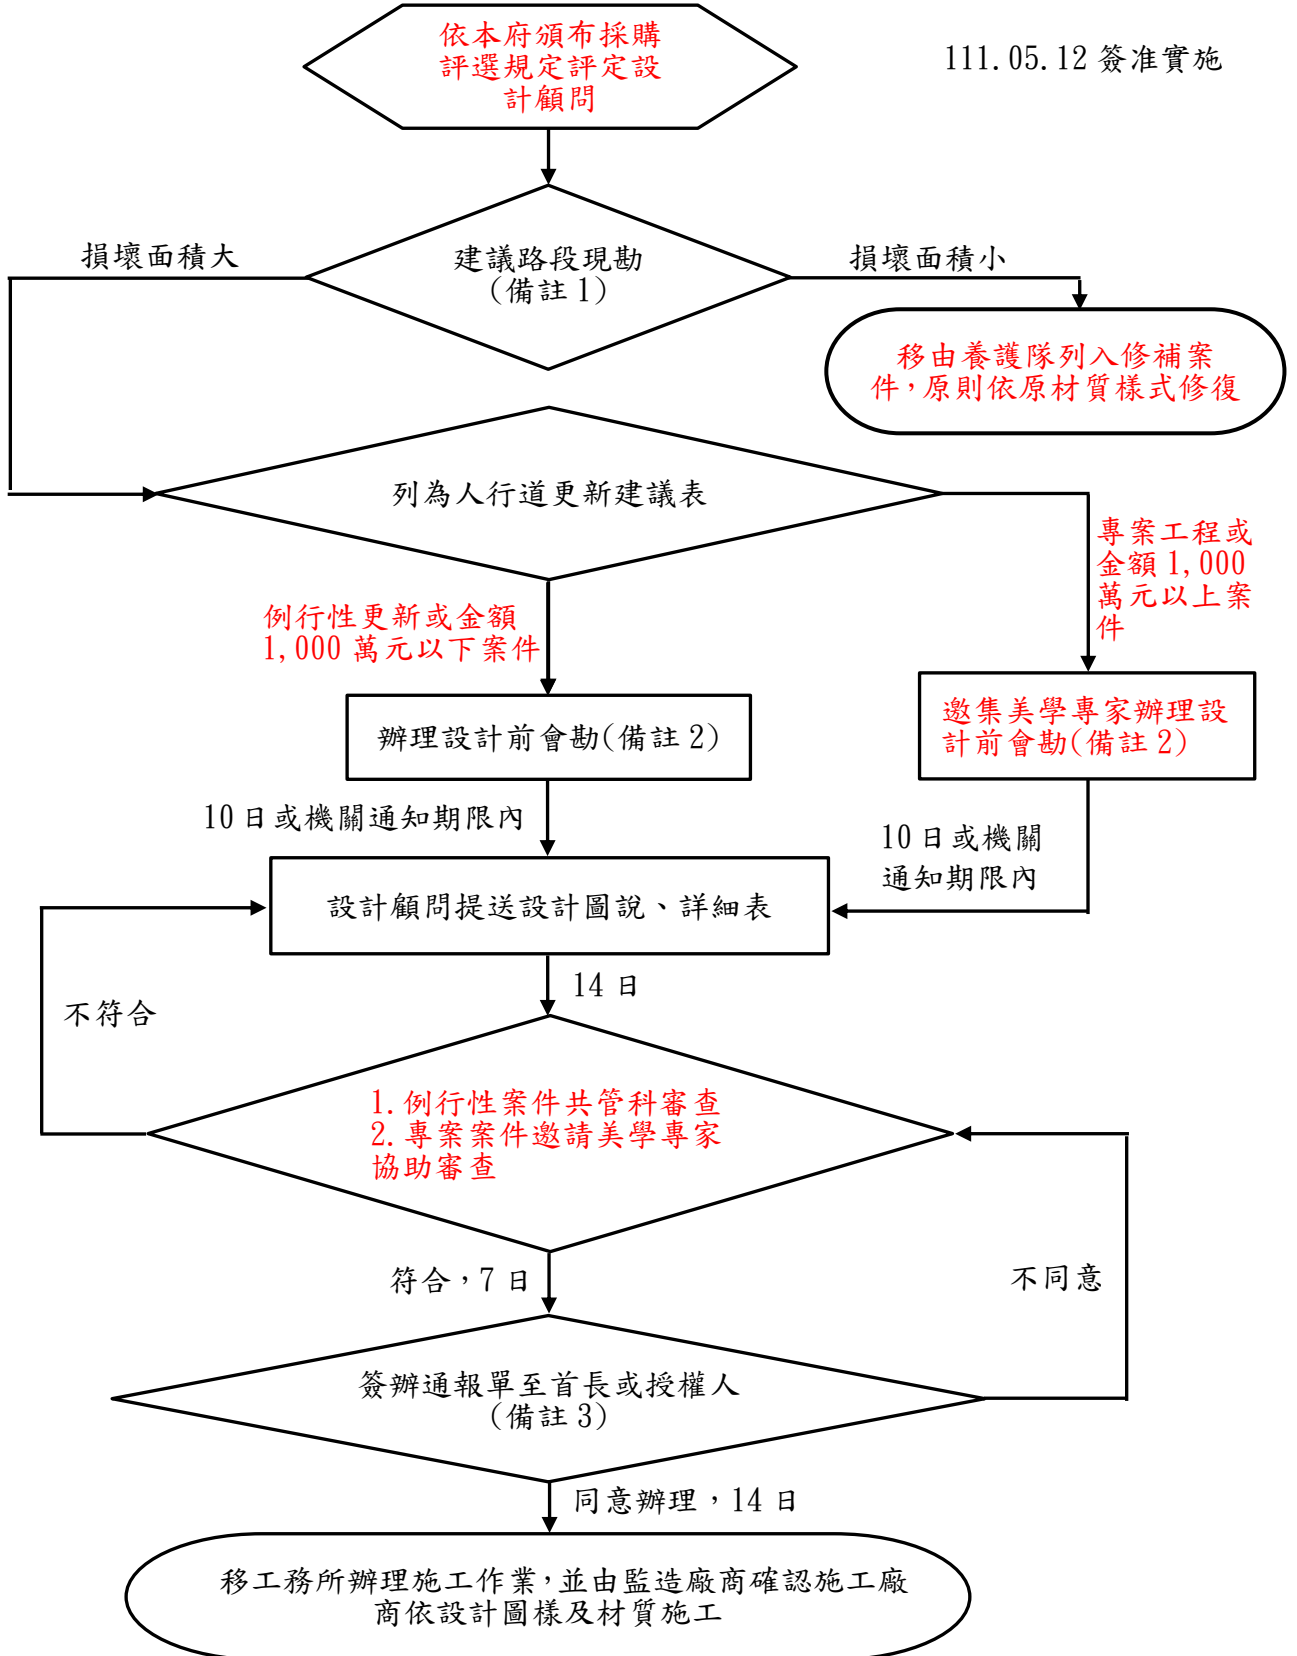 依本府頒布採購
評選規定評定設
計顧問
111.05.12 簽准實施
建議路段現勘
(備註 1)
損壞面積大
損壞面積小
移由養護隊列入修補案
件，原則依原材質樣式修復
列為人行道更新建議表
專案工程或
金額 1,000
萬元以上案
件
例行性更新或金額
1,000 萬元以下案件
辦理設計前會勘(備註 2)
邀集美學專家辦理設
計前會勘(備註 2)
10 日或機關通知期限內
10 日或機關
通知期限內
設計顧問提送設計圖說、詳細表
14 日
不符合
1. 例行性案件共管科審查
2. 專案案件邀請美學專家
協助審查
符合，7 日
不同意
簽辦通報單至首長或授權人
(備註 3)
同意辦理，14 日
移工務所辦理施工作業，並由監造廠商確認施工廠
商依設計圖樣及材質施工